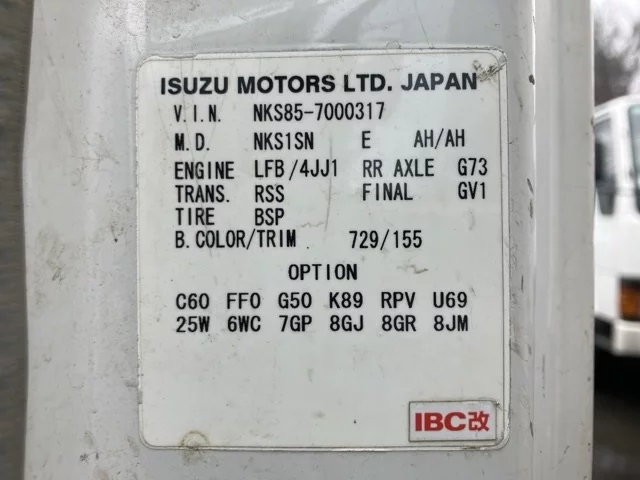 ISUZU MOTORS LTD. JAPAN
V.I.N. NKS85-7000317
M.D. NKS1SN E AH/AH
ENGINE LFB/4JJ1 RR AXLE G73
TRANS. RSS FINAL GV1
TIRE BSP
B.COLOR/TRIM 729/155
OPTION
C60 FF0 G50 K89 RPV U69
25W 6WC 7GP 8GJ 8GR 8JM
IBC改